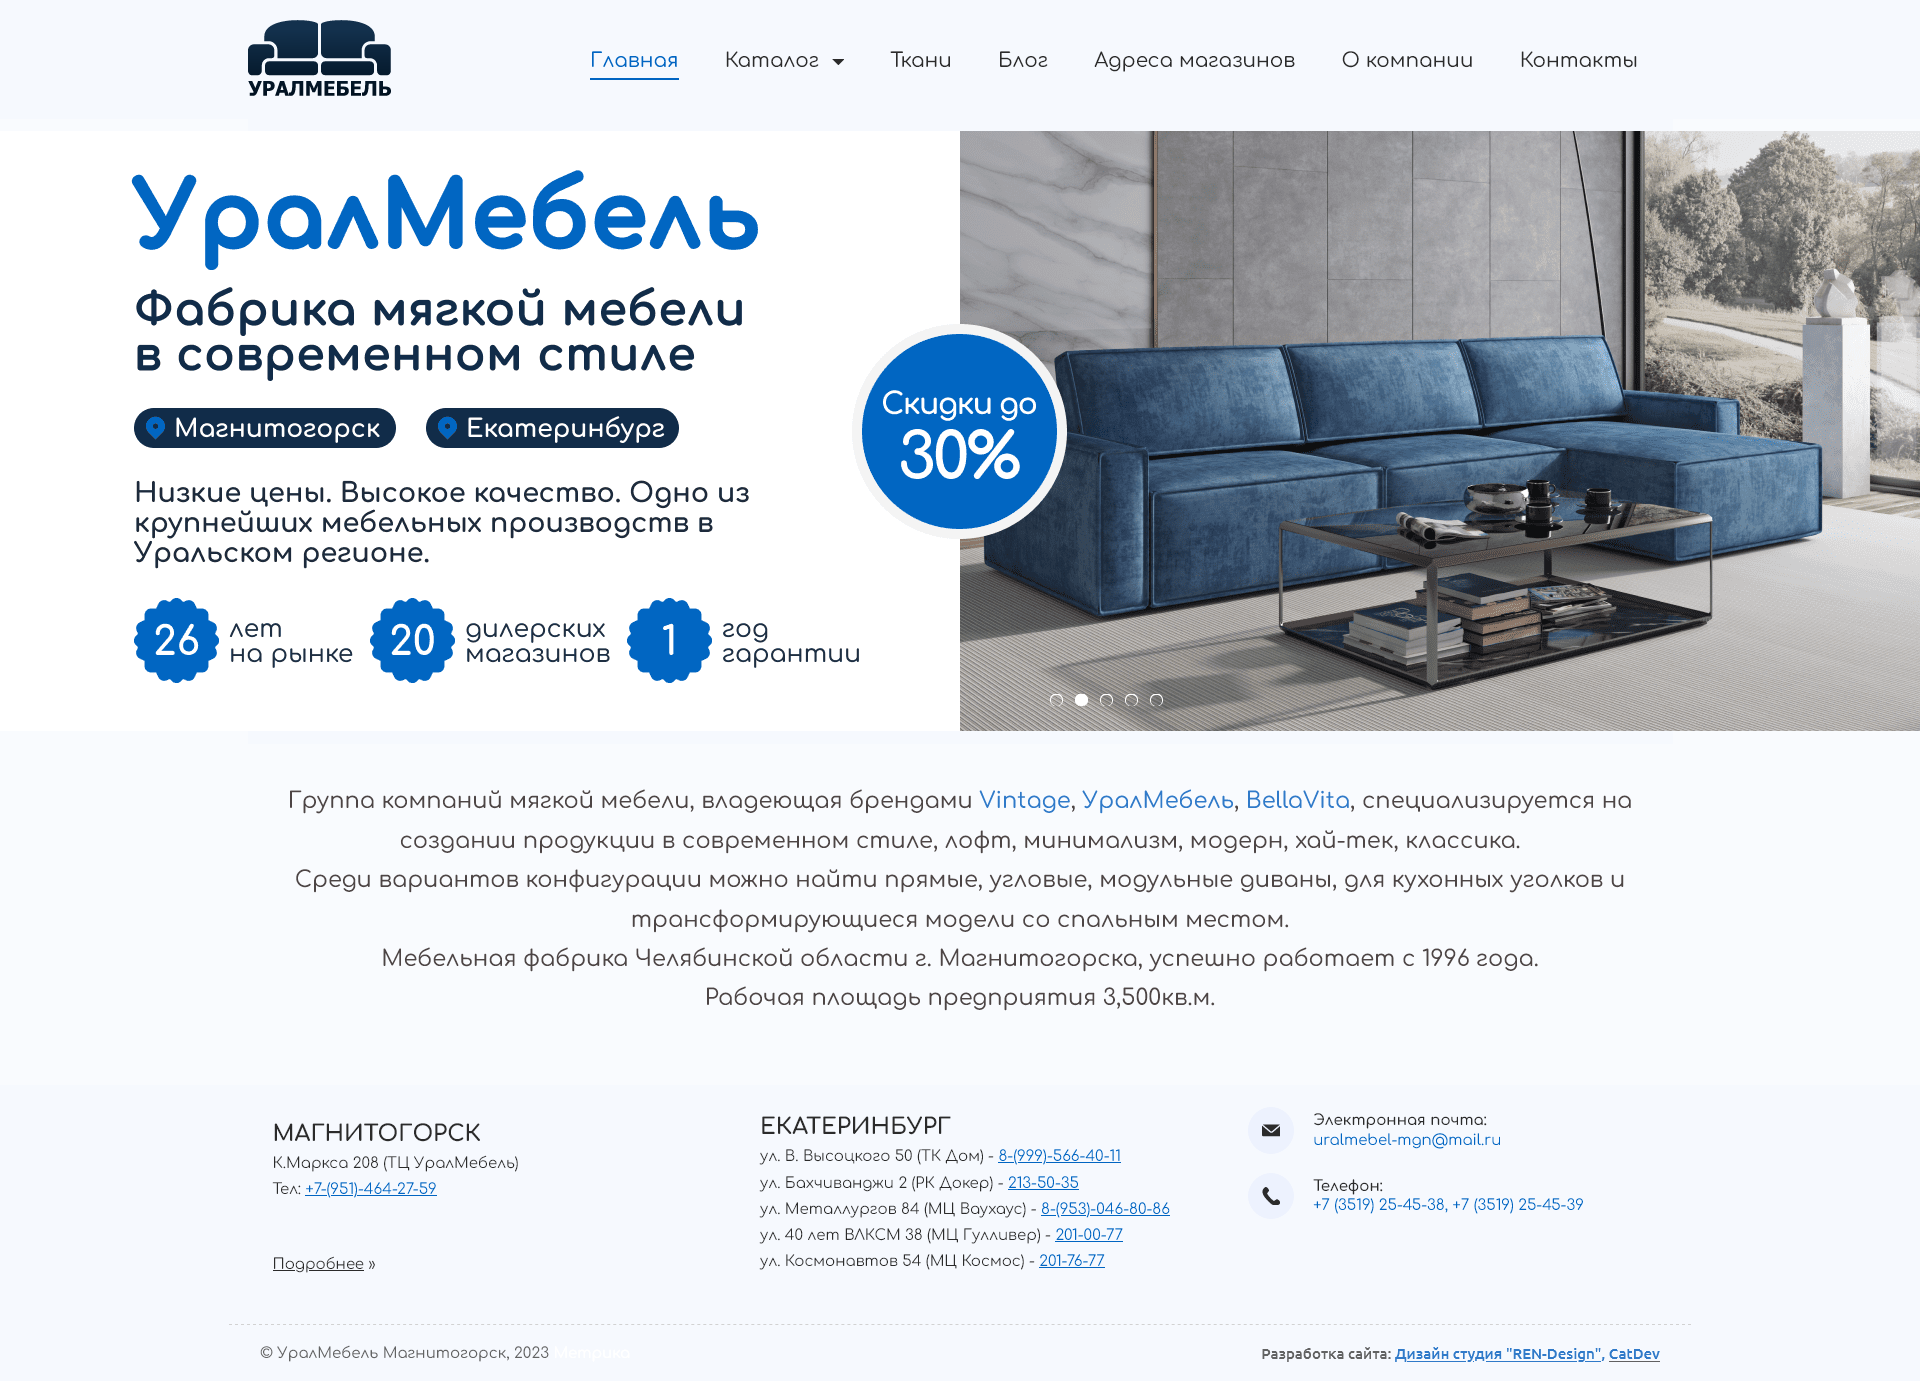 УРАЛМЕБЕЛЬ
Главная
Каталог
Ткани
Блог
Адреса магазинов
О компании
Контакты
УралМебель
Фабрика мягкой мебели
в современном стиле
Магнитогорск
Екатеринбург
Низкие цены. Высокое качество. Одно из
крупнейших мебельных производств в
Уральском регионе.
26
лет
на рынке
20
дилерских
магазинов
1
год
гарантии
Скидки до
30%
Группа компаний мягкой мебели, владеющая брендами Vintage, УралМебель, BellaVita, специализируется на
создании продукции в современном стиле, лофт, минимализм, модерн, хай-тек, классика.
Среди вариантов конфигурации можно найти прямые, угловые, модульные диваны, для кухонных уголков и
трансформирующиеся модели со спальным местом.
Мебельная фабрика Челябинской области г. Магнитогорска, успешно работает с 1996 года.
Рабочая площадь предприятия 3,500кв.м.
МАГНИТОГОРСК
К.Маркса 208 (ТЦ УралМебель)
Тел: +7-(951)-464-27-59
Подробнее »
ЕКАТЕРИНБУРГ
ул. В. Высоцкого 50 (ТК Дом) - 8-(999)-566-40-11
ул. Бахчиванджи 2 (РК Докер) - 213-50-35
ул. Металлургов 84 (МЦ Ваухаус) - 8-(953)-046-80-86
ул. 40 лет ВЛКСМ 38 (МЦ Гулливер) - 201-00-77
ул. Космонавтов 54 (МЦ Космос) - 201-76-77
Электронная почта:
uralmebel-mgn@mail.ru
Телефон:
+7 (3519) 25-45-38, +7 (3519) 25-45-39
© УралМебель Магнитогорск, 2023 Метрика
Разработка сайта: Дизайн студия "REN-Design", CatDev